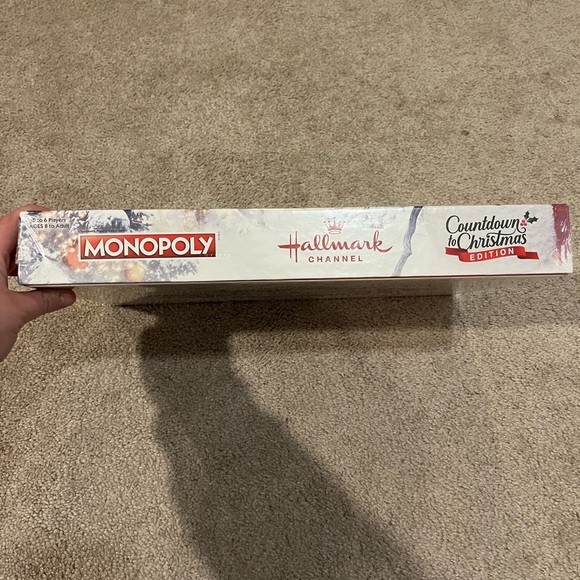 2 to 6 Players
AGES 8 to Adult
MONOPOLY
Hallmark
CHANNEL
Countdown
to Christmas
EDITION